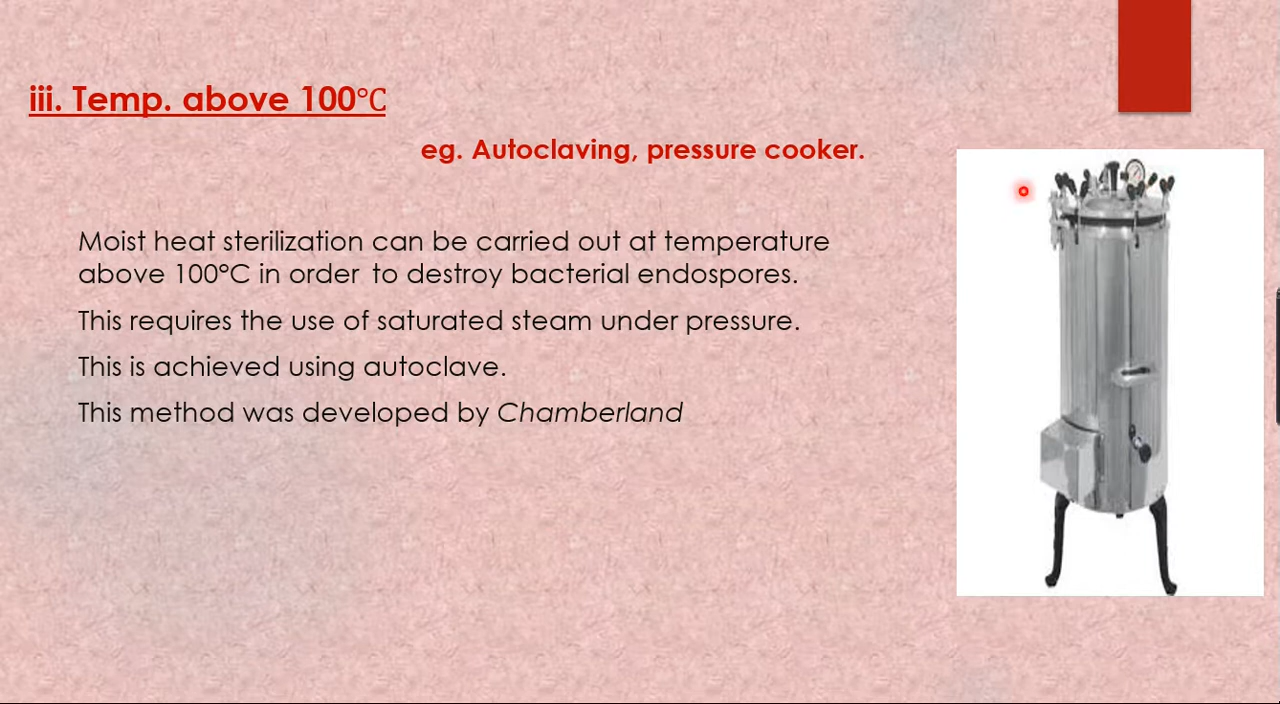 iii. Temp. above 100℃
eg. Autoclaving, pressure cooker.
Moist heat sterilization can be carried out at temperature
above 100°C in order to destroy bacterial endospores.
This requires the use of saturated steam under pressure.
This is achieved using autoclave.
This method was developed by Chamberland